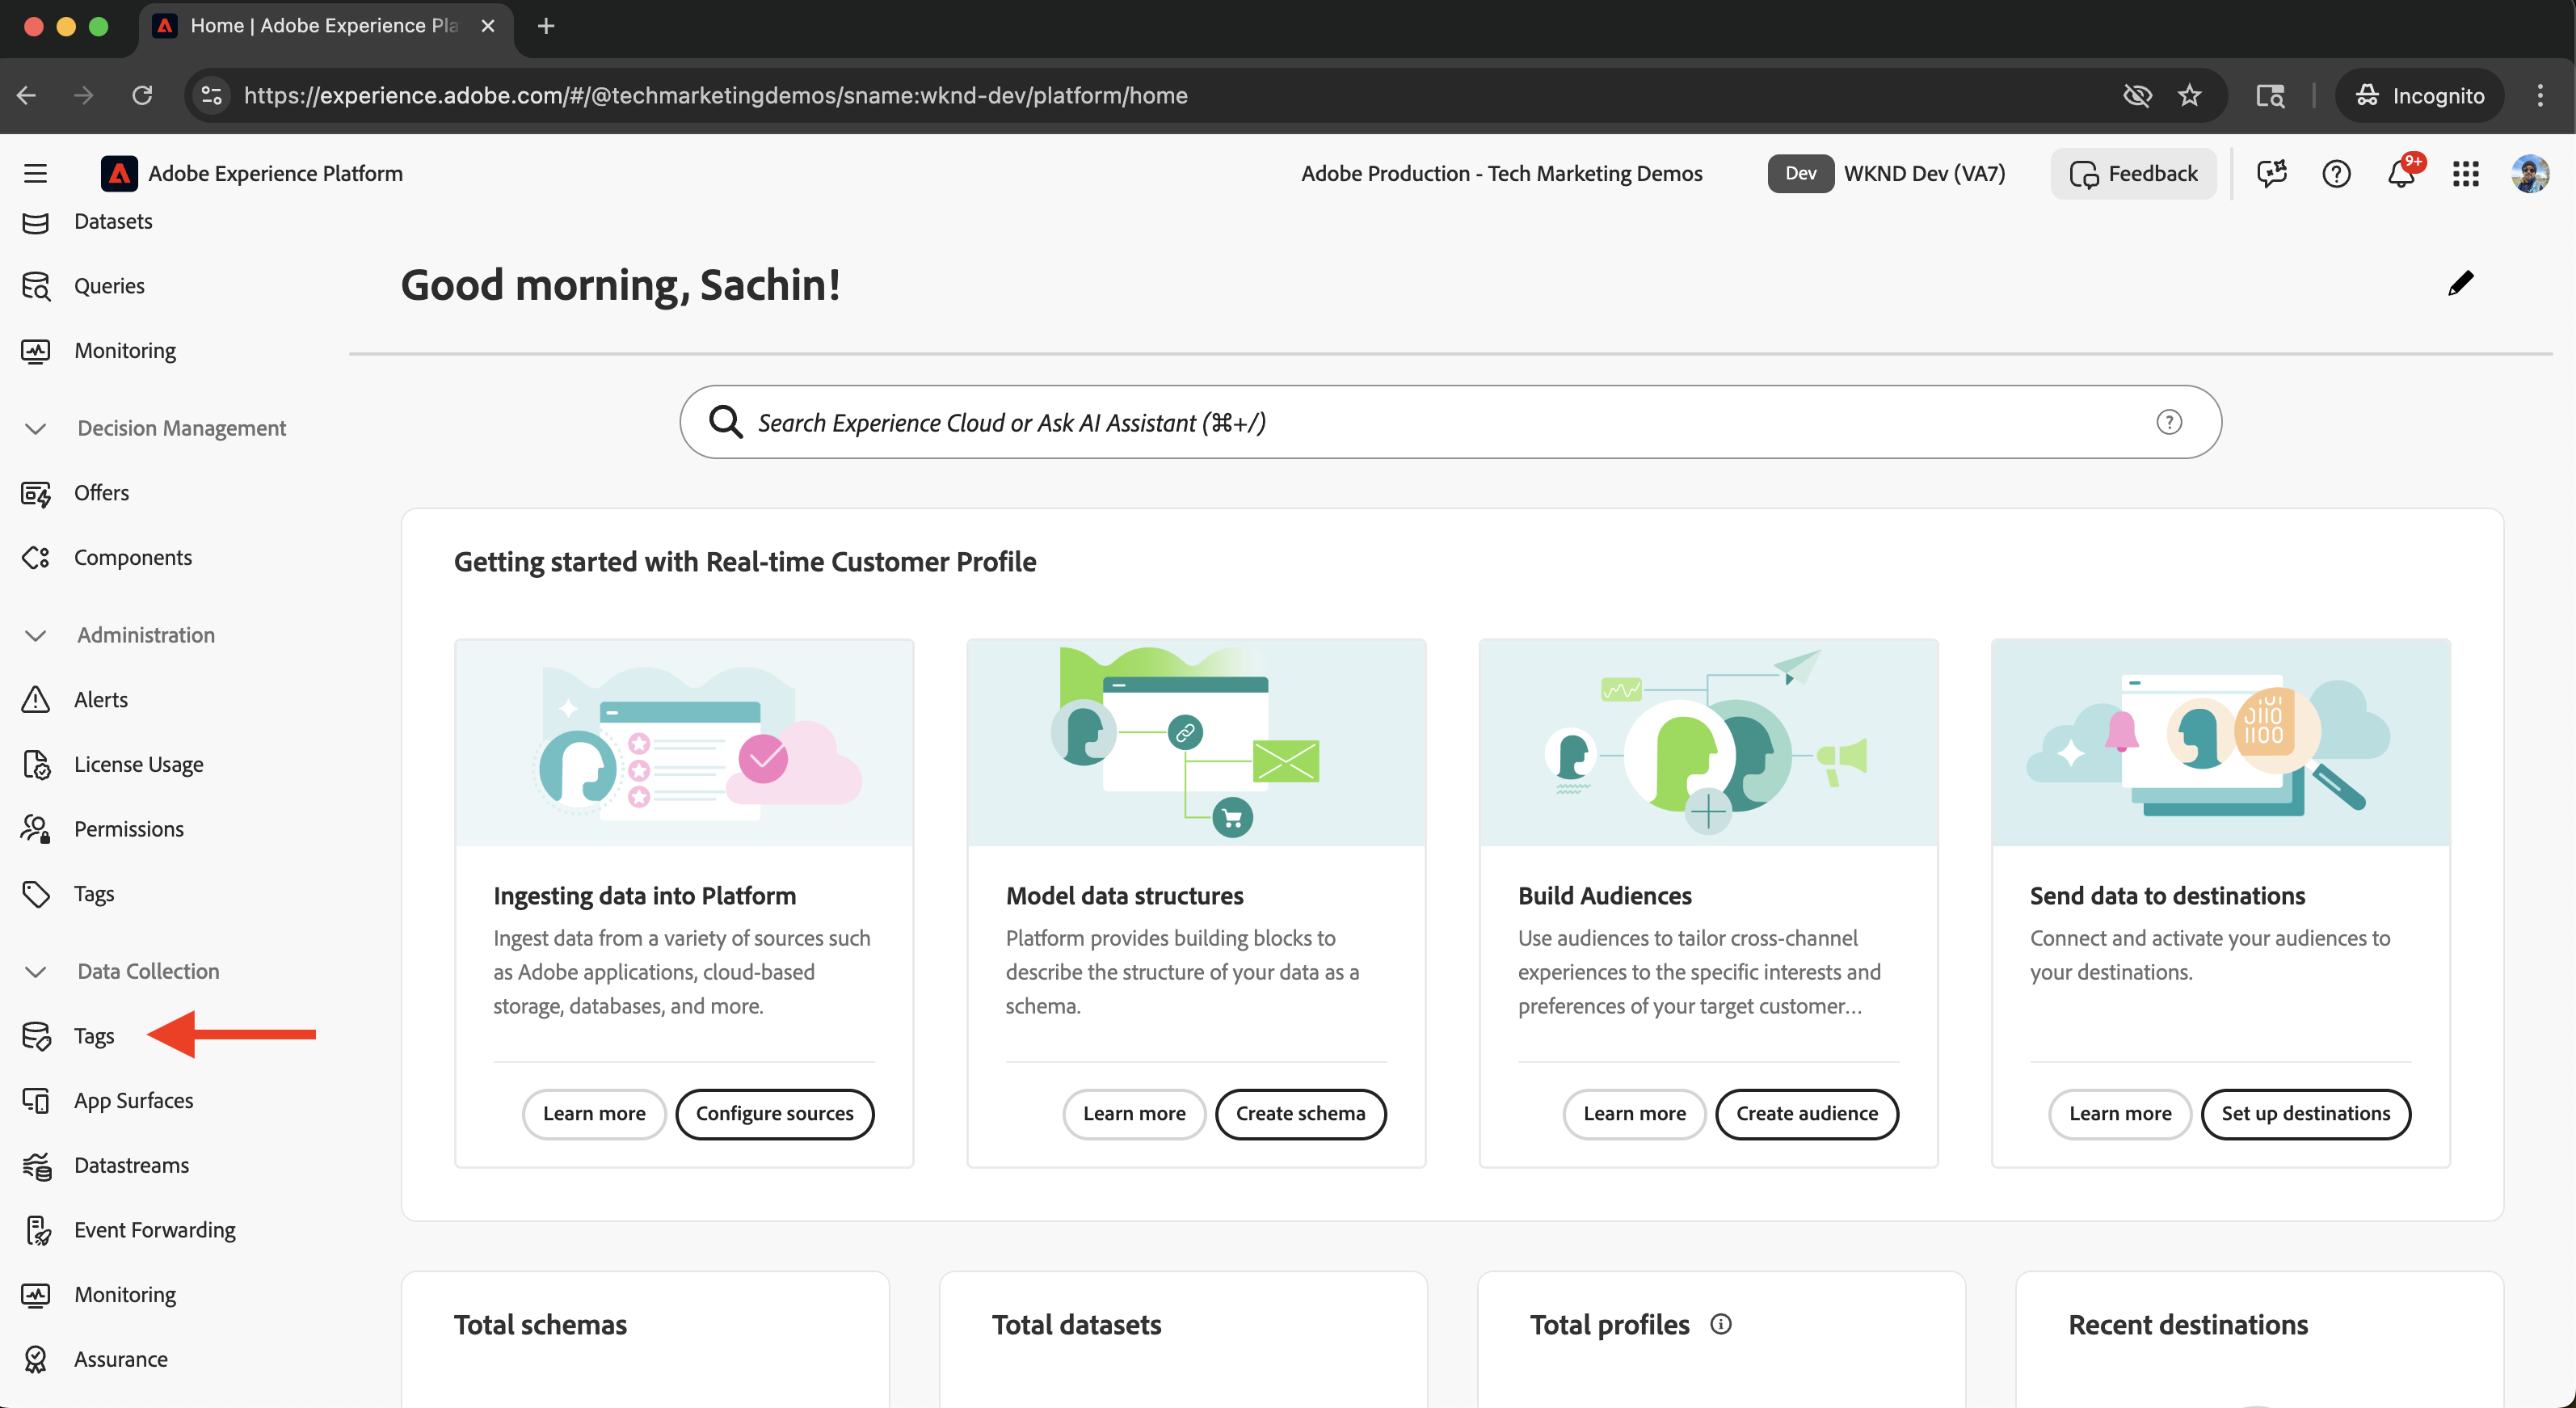 Home | Adobe Experience Pla
https://experience.adobe.com/#/@techmarketingdemos/sname:wknd-dev/platform/home
Incognito
Adobe Experience Platform
Adobe Production - Tech Marketing Demos
Dev
WKND Dev (VA7)
Feedback
9+
Datasets
Queries
Monitoring
Decision Management
Offers
Components
Administration
Alerts
License Usage
Permissions
Tags
Data Collection
Tags
App Surfaces
Datastreams
Event Forwarding
Monitoring
Assurance
Good morning, Sachin!
Search Experience Cloud or Ask AI Assistant (⌘+/)
Getting started with Real-time Customer Profile
Ingesting data into Platform
Ingest data from a variety of sources such
as Adobe applications, cloud-based
storage, databases, and more.
Learn more
Configure sources
Model data structures
Platform provides building blocks to
describe the structure of your data as a
schema.
Learn more
Create schema
Build Audiences
Use audiences to tailor cross-channel
experiences to the specific interests and
preferences of your target customer…
Learn more
Create audience
Send data to destinations
Connect and activate your audiences to
your destinations.
Learn more
Set up destinations
Total schemas
Total datasets
Total profiles
Recent destinations